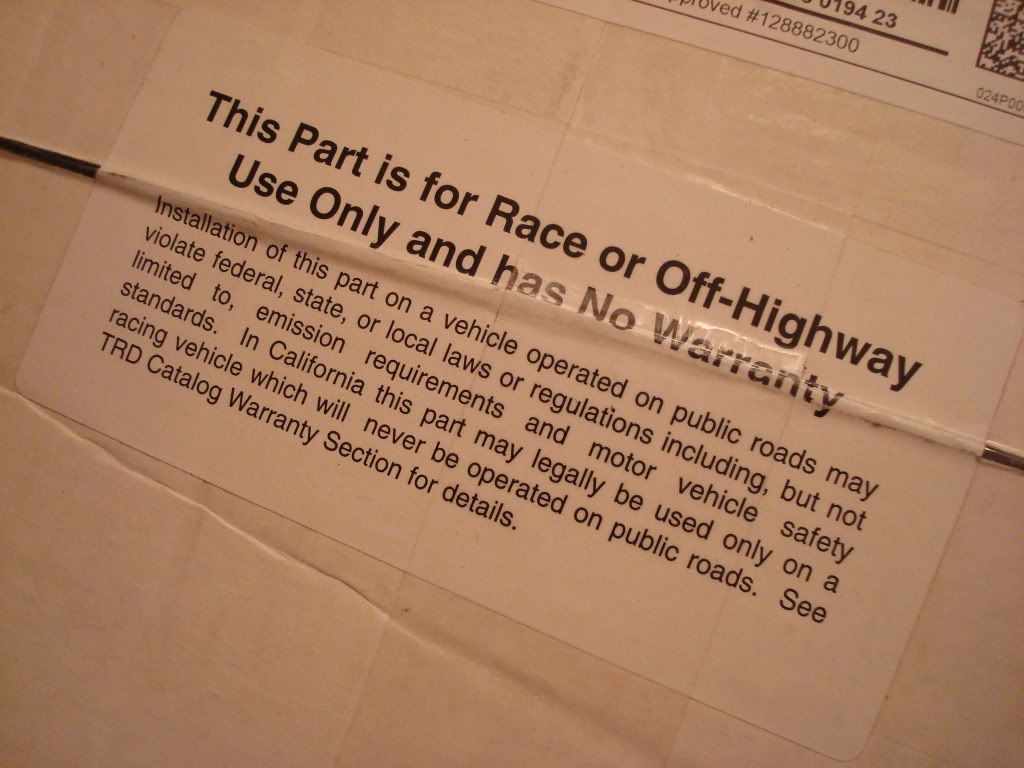 0194 23
approved #128882300
024P00
This Part is for Race or Off-Highway
Use Only and has No Warranty
Installation of this part on a vehicle operated on public roads may
violate federal, state, or local laws or regulations including, but not
limited to, emission requirements and motor vehicle safety
standards. In California this part may legally be used only on a
racing vehicle which will never be operated on public roads. See
TRD Catalog Warranty Section for details.